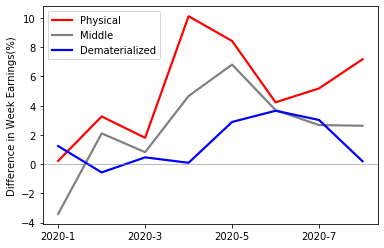 Physical
Middle
Dematerialized
Difference in Week Earnings(%)
10
8
6
4
2
0
−2
−4
2020-1 2020-3 2020-5 2020-7